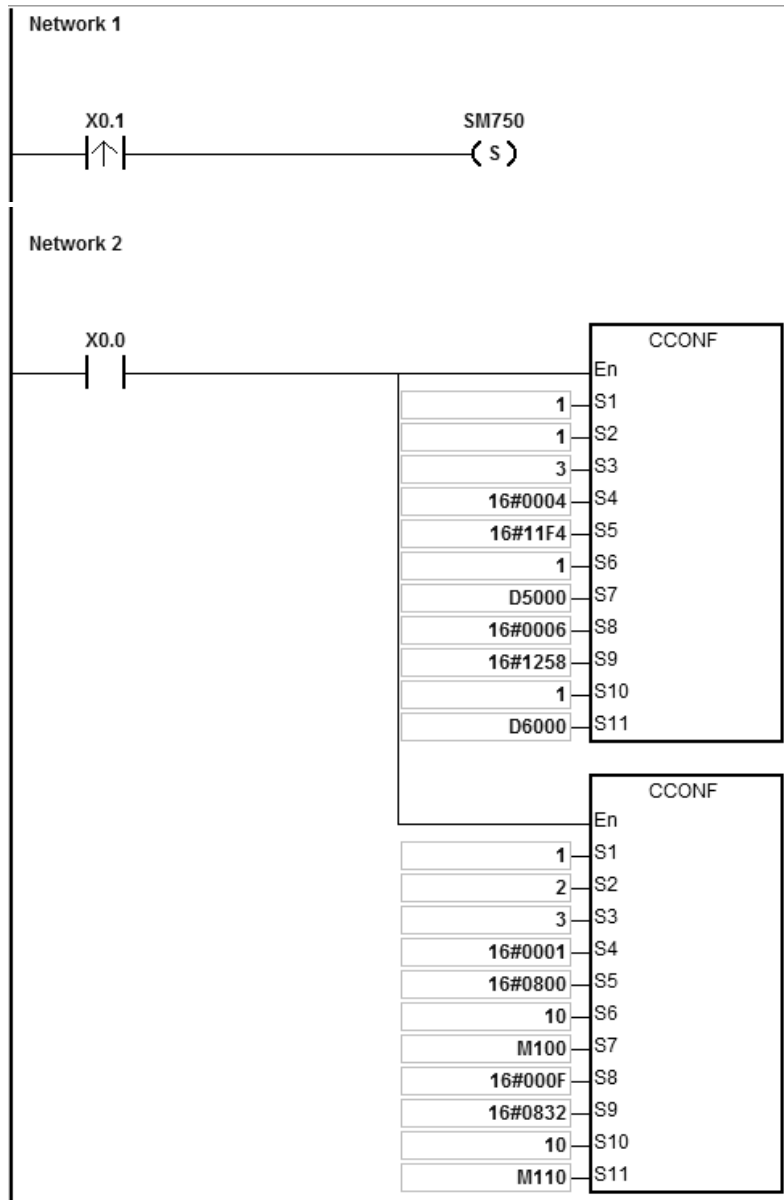 Network 1
X0.1 SM750
S
Network 2
X0.0 CCONF
En
1 S1
1 S2
3 S3
16#0004 S4
16#11F4 S5
1 S6
D5000 S7
16#0006 S8
16#1258 S9
1 S10
D6000 S11
CCONF
En
1 S1
2 S2
3 S3
16#0001 S4
16#0800 S5
10 S6
M100 S7
16#000F S8
16#0832 S9
10 S10
M110 S11